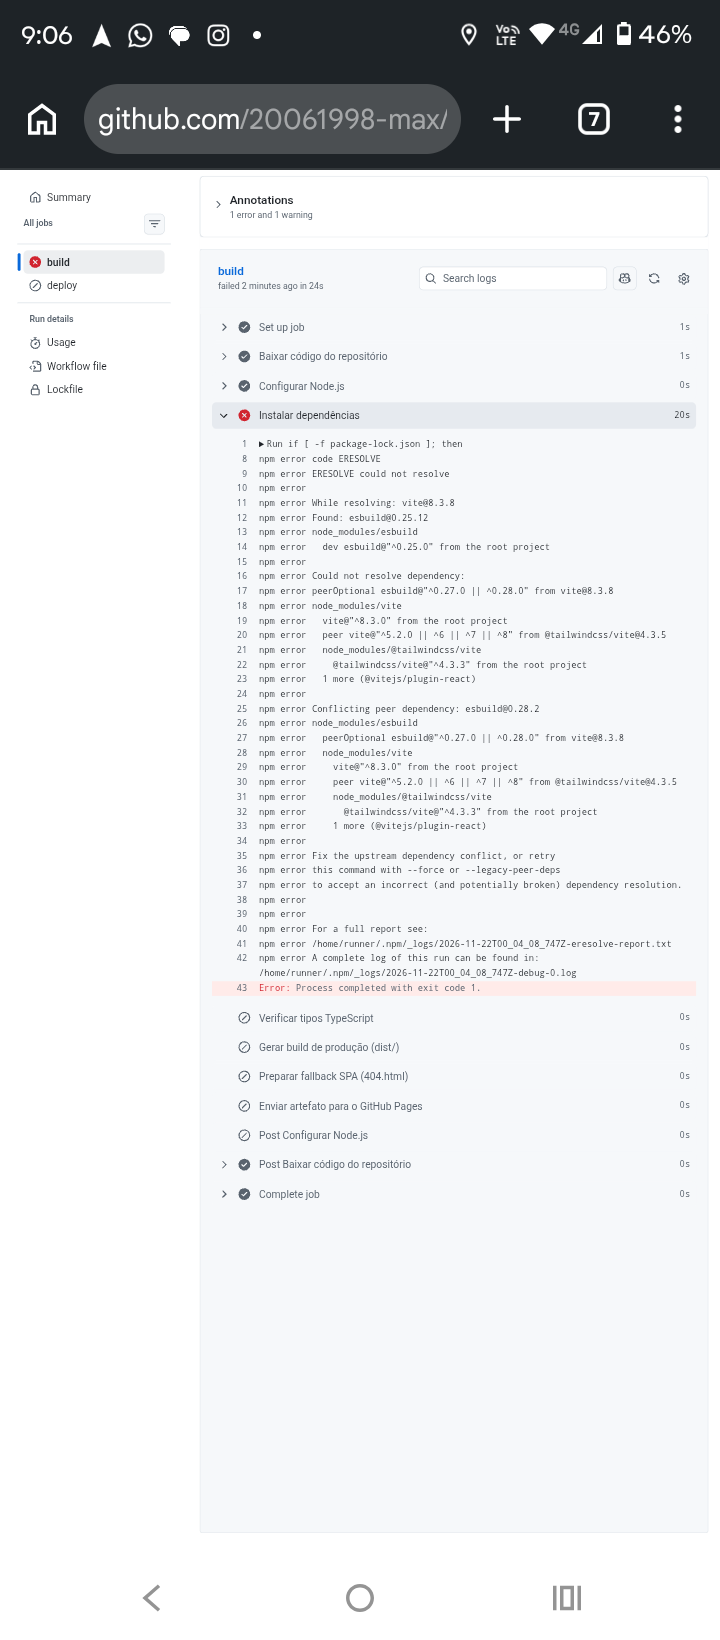 9:06
Vo)) LTE
4G
46%
github.com/20061998-max/
7
Summary
All jobs
build
deploy
Run details
Usage
Workflow file
Lockfile
Annotations
1 error and 1 warning
build
failed 2 minutes ago in 24s
Search logs
Set up job 1s
Baixar código do repositório 1s
Configurar Node.js 0s
Instalar dependências 20s
1 Run if [ -f package-lock.json ]; then
8 npm error code ERESOLVE
9 npm error ERESOLVE could not resolve
10 npm error
11 npm error While resolving: vite@8.3.8
12 npm error Found: esbuild@0.25.12
13 npm error node_modules/esbuild
14 npm error   dev esbuild@"^0.25.0" from the root project
15 npm error
16 npm error Could not resolve dependency:
17 npm error peerOptional esbuild@"^0.27.0 || ^0.28.0" from vite@8.3.8
18 npm error node_modules/vite
19 npm error   vite@"^8.3.0" from the root project
20 npm error   peer vite@"^5.2.0 || ^6 || ^7 || ^8" from @tailwindcss/vite@4.3.5
21 npm error   node_modules/@tailwindcss/vite
22 npm error     @tailwindcss/vite@"^4.3.3" from the root project
23 npm error   1 more (@vitejs/plugin-react)
24 npm error
25 npm error Conflicting peer dependency: esbuild@0.28.2
26 npm error node_modules/esbuild
27 npm error   peerOptional esbuild@"^0.27.0 || ^0.28.0" from vite@8.3.8
28 npm error   node_modules/vite
29 npm error     vite@"^8.3.0" from the root project
30 npm error     peer vite@"^5.2.0 || ^6 || ^7 || ^8" from @tailwindcss/vite@4.3.5
31 npm error     node_modules/@tailwindcss/vite
32 npm error       @tailwindcss/vite@"^4.3.3" from the root project
33 npm error     1 more (@vitejs/plugin-react)
34 npm error
35 npm error Fix the upstream dependency conflict, or retry
36 npm error this command with --force or --legacy-peer-deps
37 npm error to accept an incorrect (and potentially broken) dependency resolution.
38 npm error
39 npm error
40 npm error For a full report see:
41 npm error /home/runner/.npm/_logs/2026-11-22T00_04_08_747Z-eresolve-report.txt
42 npm error A complete log of this run can be found in:
/home/runner/.npm/_logs/2026-11-22T00_04_08_747Z-debug-0.log
43 Error: Process completed with exit code 1.
Verificar tipos TypeScript 0s
Gerar build de produção (dist/) 0s
Preparar fallback SPA (404.html) 0s
Enviar artefato para o GitHub Pages 0s
Post Configurar Node.js 0s
Post Baixar código do repositório 0s
Complete job 0s